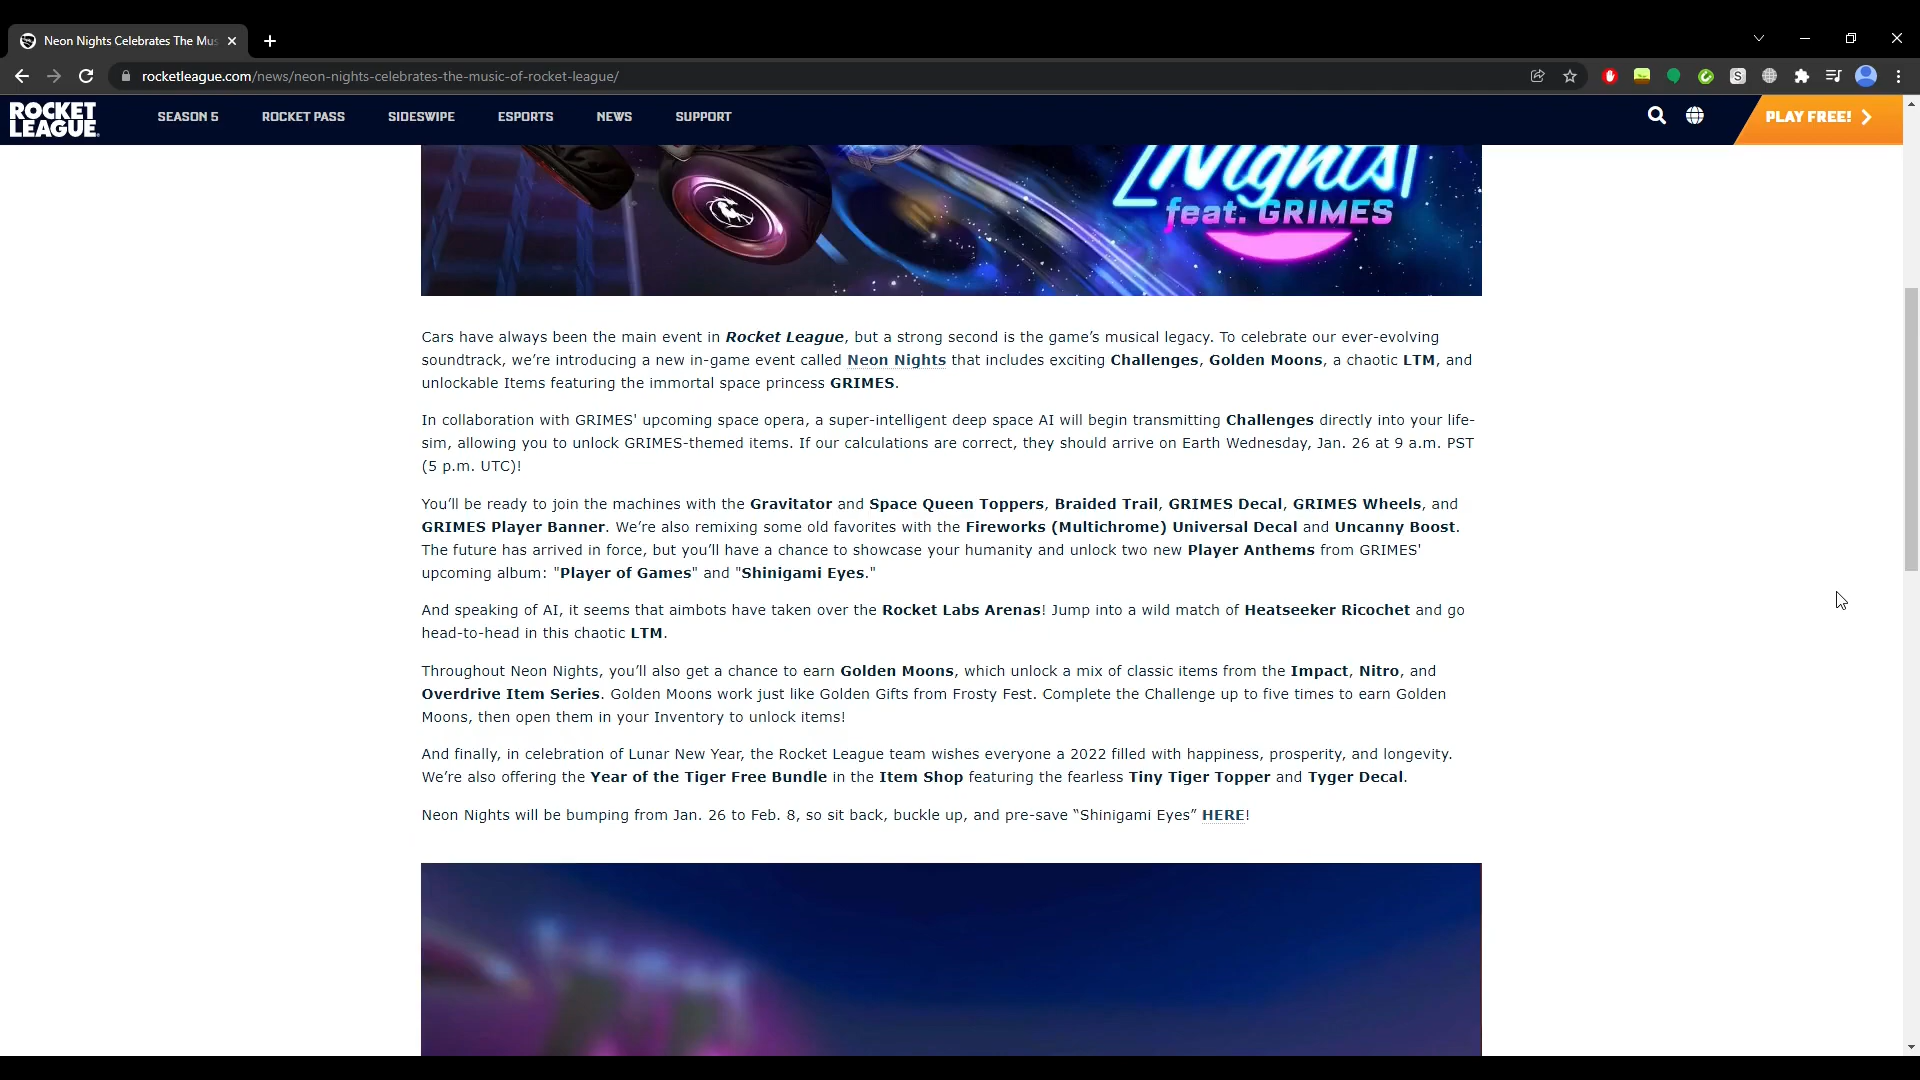 Neon Nights Celebrates The Mus
rocketleague.com/news/neon-nights-celebrates-the-music-of-rocket-league/
ROCKET
LEAGUE
SEASON 5
ROCKET PASS
SIDESWIPE
ESPORTS
NEWS
SUPPORT
PLAY FREE!
Nights
feat. GRIMES
Cars have always been the main event in Rocket League, but a strong second is the game’s musical legacy. To celebrate our ever-evolving
soundtrack, we’re introducing a new in-game event called Neon Nights that includes exciting Challenges, Golden Moons, a chaotic LTM, and
unlockable Items featuring the immortal space princess GRIMES.
In collaboration with GRIMES' upcoming space opera, a super-intelligent deep space AI will begin transmitting Challenges directly into your life-
sim, allowing you to unlock GRIMES-themed items. If our calculations are correct, they should arrive on Earth Wednesday, Jan. 26 at 9 a.m. PST
(5 p.m. UTC)!
You’ll be ready to join the machines with the Gravitator and Space Queen Toppers, Braided Trail, GRIMES Decal, GRIMES Wheels, and
GRIMES Player Banner. We’re also remixing some old favorites with the Fireworks (Multichrome) Universal Decal and Uncanny Boost.
The future has arrived in force, but you’ll have a chance to showcase your humanity and unlock two new Player Anthems from GRIMES'
upcoming album: "Player of Games" and "Shinigami Eyes."
And speaking of AI, it seems that aimbots have taken over the Rocket Labs Arenas! Jump into a wild match of Heatseeker Ricochet and go
head-to-head in this chaotic LTM.
Throughout Neon Nights, you’ll also get a chance to earn Golden Moons, which unlock a mix of classic items from the Impact, Nitro, and
Overdrive Item Series. Golden Moons work just like Golden Gifts from Frosty Fest. Complete the Challenge up to five times to earn Golden
Moons, then open them in your Inventory to unlock items!
And finally, in celebration of Lunar New Year, the Rocket League team wishes everyone a 2022 filled with happiness, prosperity, and longevity.
We’re also offering the Year of the Tiger Free Bundle in the Item Shop featuring the fearless Tiny Tiger Topper and Tyger Decal.
Neon Nights will be bumping from Jan. 26 to Feb. 8, so sit back, buckle up, and pre-save “Shinigami Eyes” HERE!